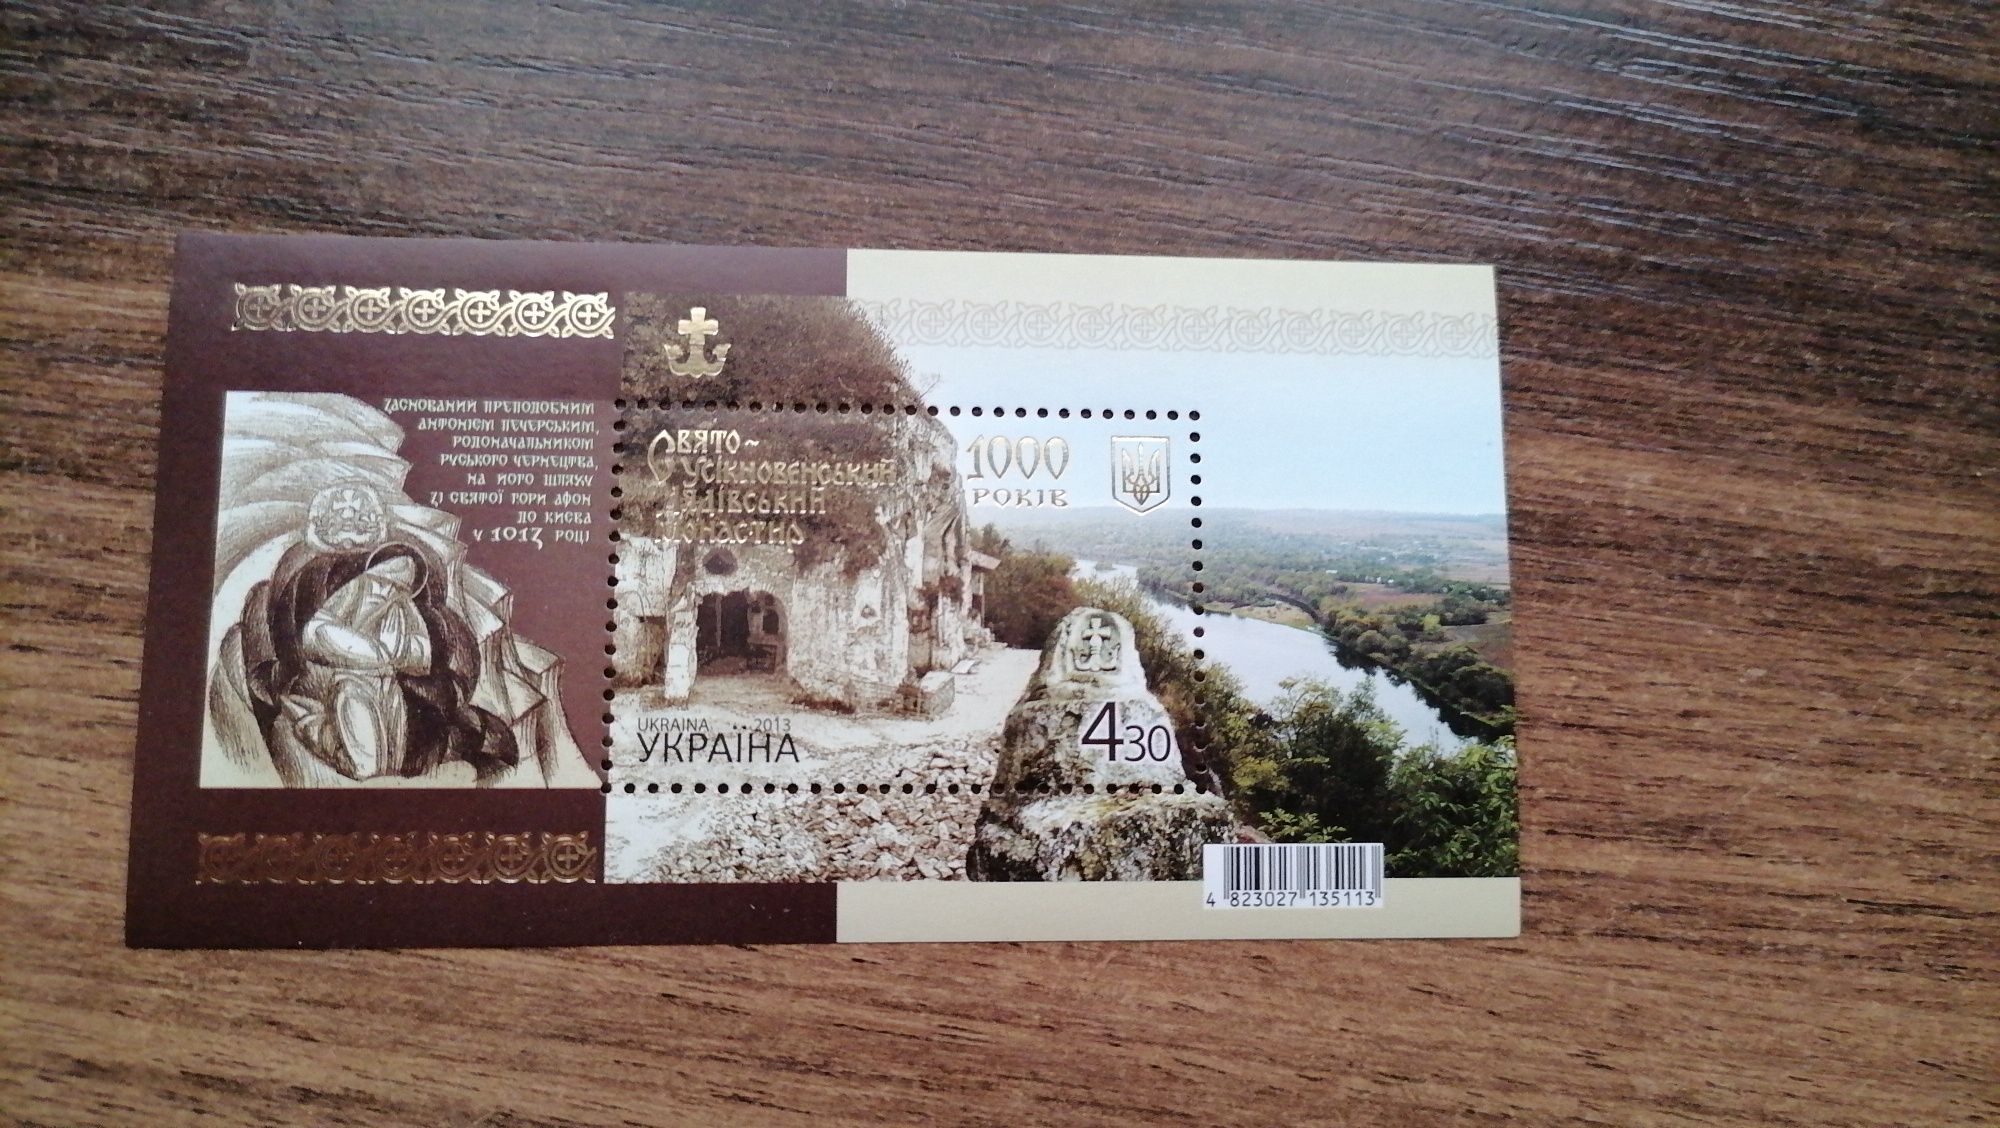 ЗАСНОВАНИЙ ПРЕПОДОБНИМ
АНТОНІЄМ ПЕЧЕРСЬКИМ,
РОДОНАЧАЛЬНИКОМ
РУСЬКОГО ЧЕРНЕЦТВА,
НА ЙОГО ШЛЯХУ
ЗІ СВЯТОЇ ГОРИ АФОН
ДО КИЄВА
У 1013 РОЦІ
СВЯТО~
УСІКНОВЕНСЬКИЙ
ЛЯДІВСЬКИЙ
МОНАСТИР
1000
РОКІВ
UKRAINA 2013
УКРАЇНА
4 30
4 823027 135113